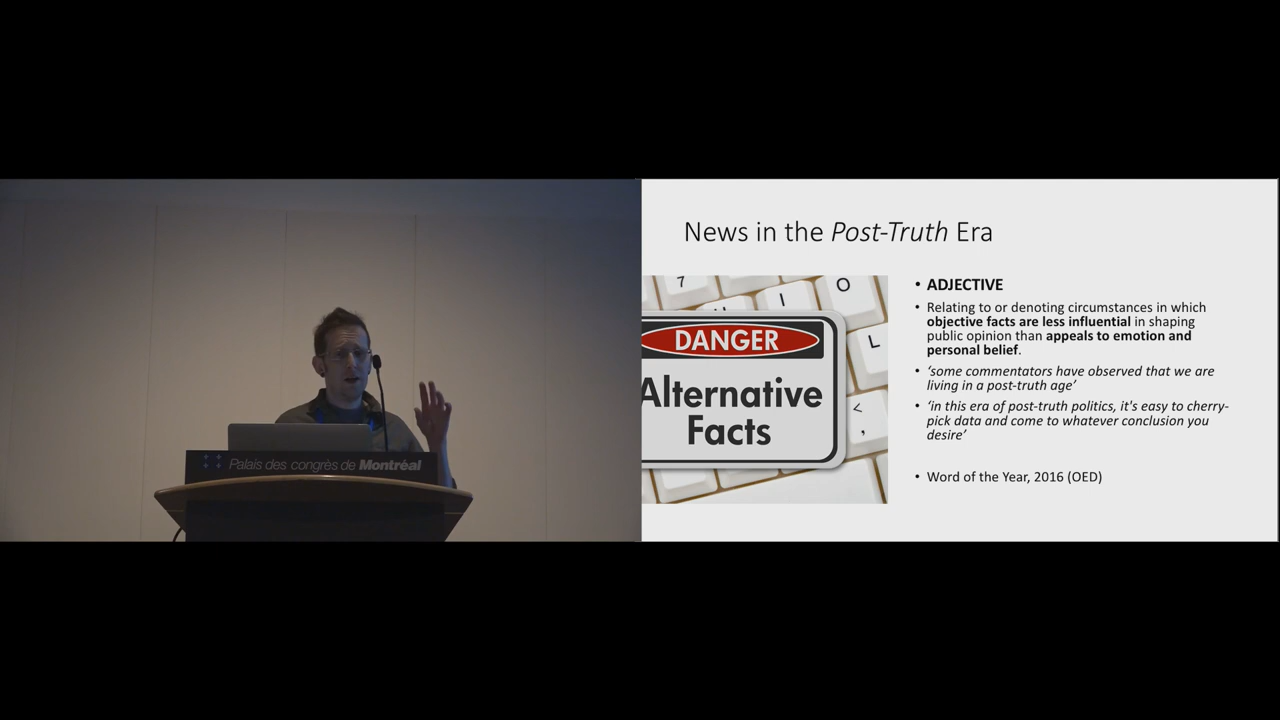 Palais des congrès de Montréal
News in the Post-Truth Era
7
U
I
O
L
<
,
DANGER
Alternative
Facts
• ADJECTIVE
• Relating to or denoting circumstances in which
objective facts are less influential in shaping
public opinion than appeals to emotion and
personal belief.
• ‘some commentators have observed that we are
living in a post-truth age’
• ‘in this era of post-truth politics, it's easy to cherry-
pick data and come to whatever conclusion you
desire’
• Word of the Year, 2016 (OED)